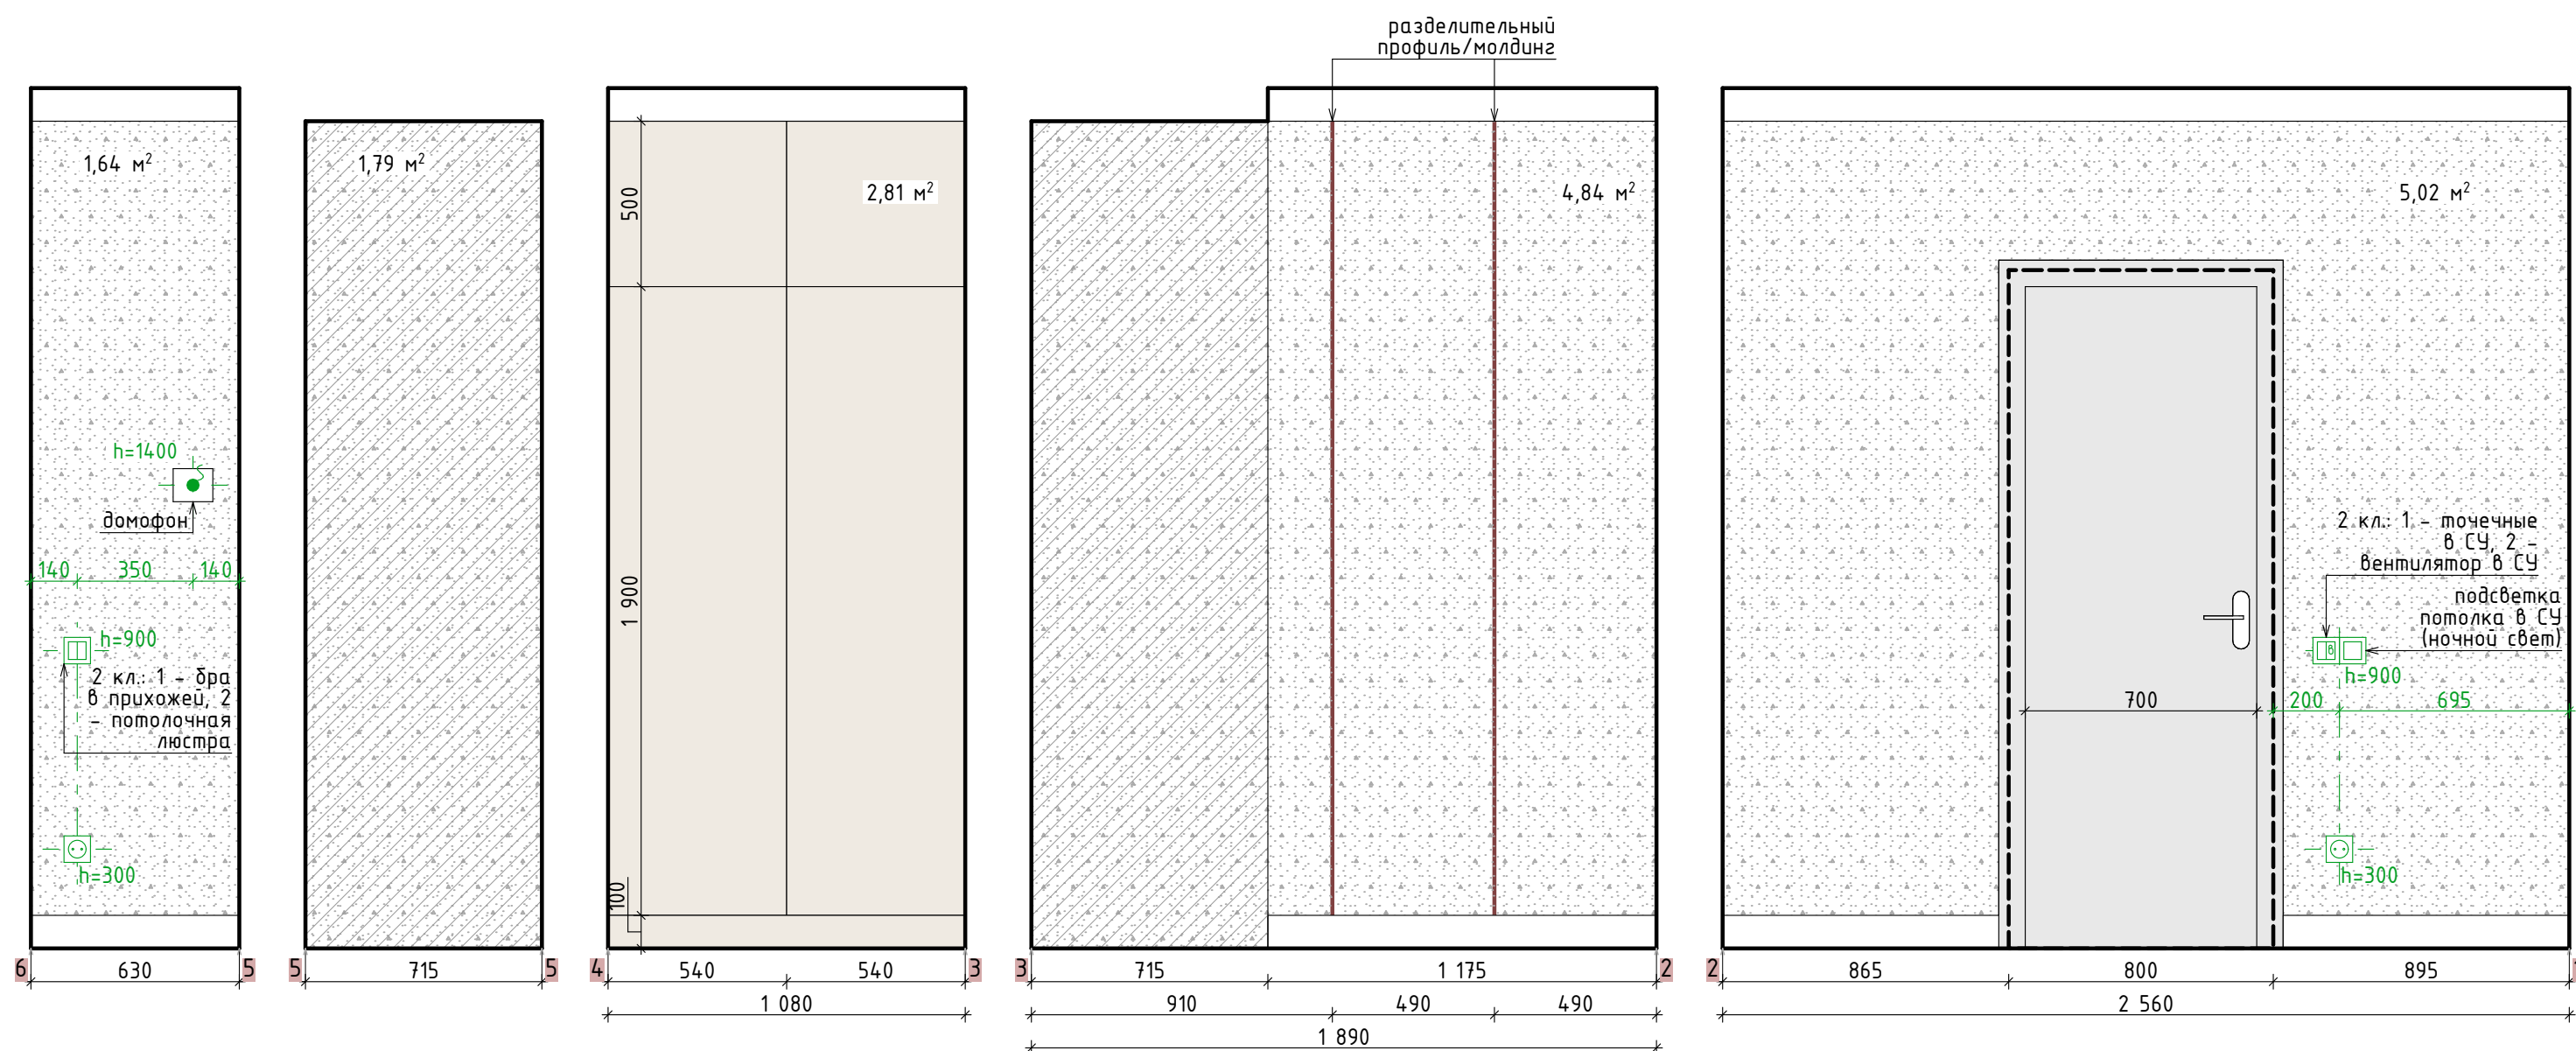 разделительный
профиль/молдинг
1,64 м²
h=1400
домофон
140
350
140
h=900
2 кл.: 1 – бра
в прихожей, 2
– потолочная
люстра
h=300
6
630
5
1,79 м²
5
715
5
2,81 м²
500
1 900
100
4
540
540
3
1 080
4,84 м²
3
715
1 175
2
910
490
490
1 890
5,02 м²
2 кл.: 1 – точечные
в СУ, 2 –
вентилятор в СУ
подсветка
потолка в СУ
(ночной свет)
в
h=900
700
200
695
h=300
2
865
800
895
2 560